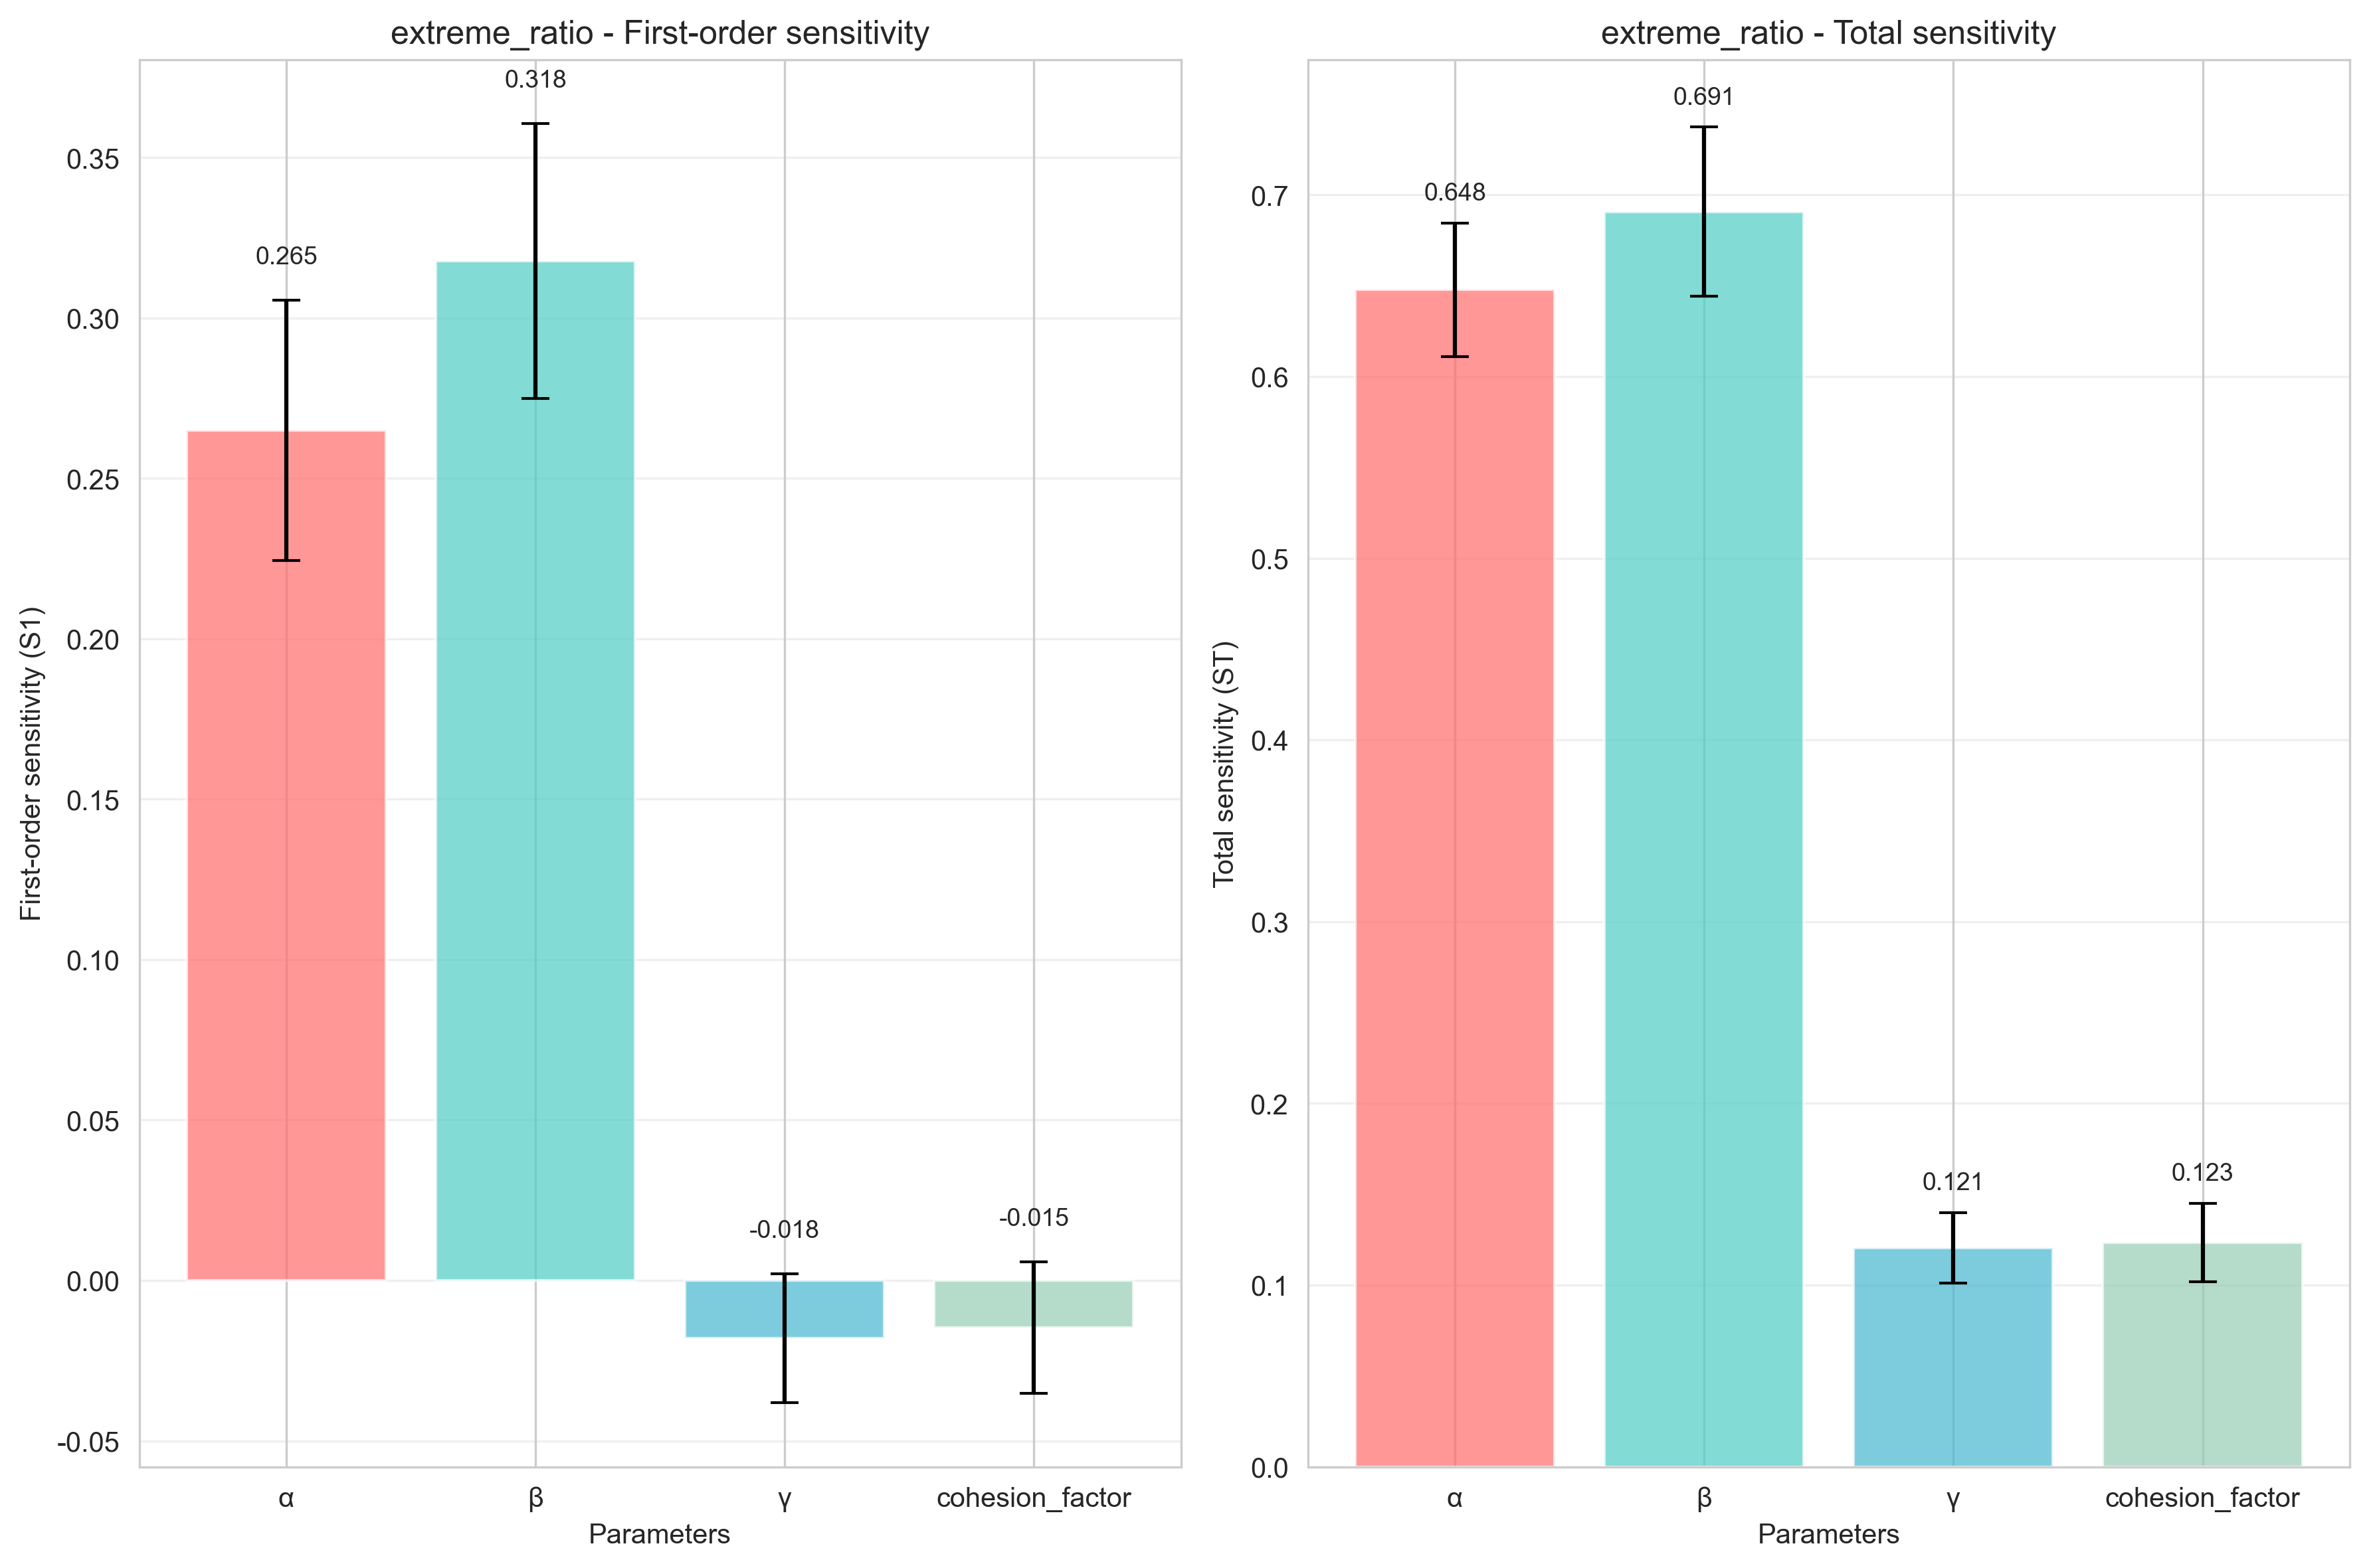 extreme_ratio - First-order sensitivity
First-order sensitivity (S1)
0.35
0.30
0.25
0.20
0.15
0.10
0.05
0.00
-0.05
0.265
0.318
-0.018
-0.015
α
β
γ
cohesion_factor
Parameters
extreme_ratio - Total sensitivity
Total sensitivity (ST)
0.7
0.6
0.5
0.4
0.3
0.2
0.1
0.0
0.648
0.691
0.121
0.123
α
β
γ
cohesion_factor
Parameters